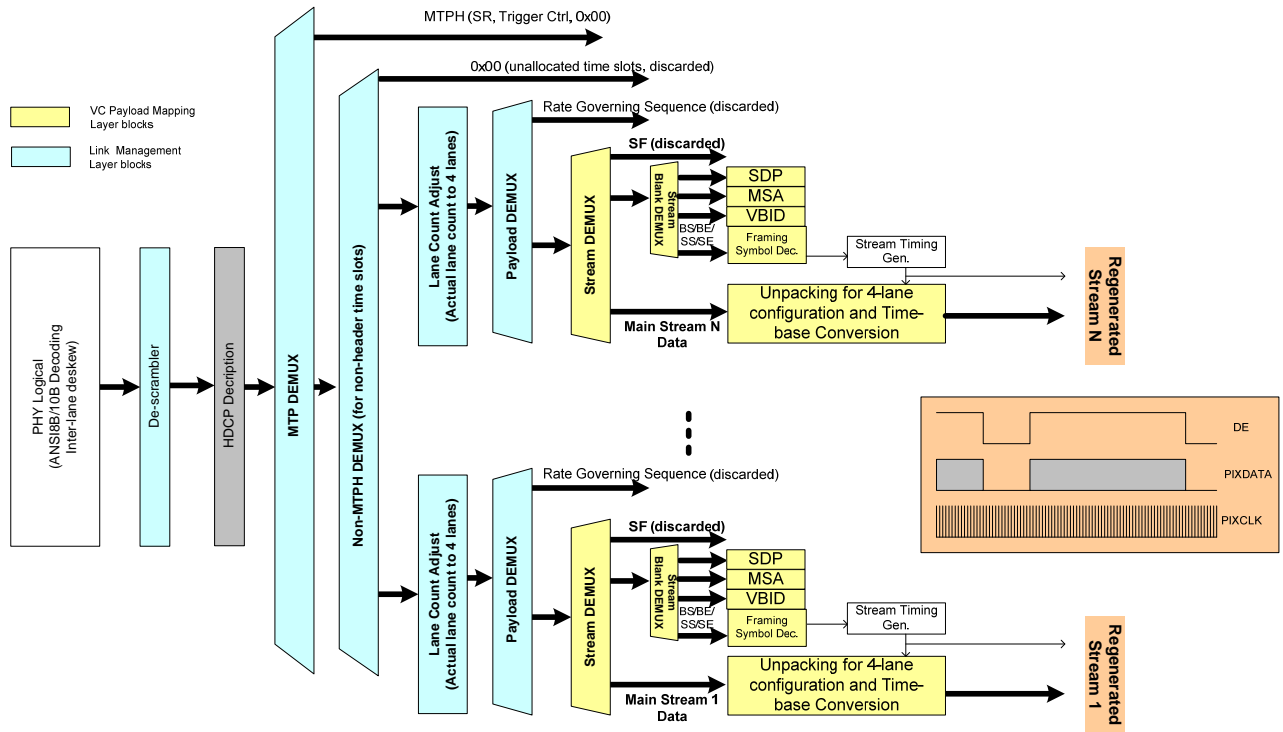 MTPH (SR, Trigger Ctrl, 0x00)
0x00 (unallocated time slots, discarded)
VC Payload Mapping
Layer blocks
Link Management
Layer blocks
PHY Logical
(ANSI8B/10B Decoding
Inter-lane deskew)
De-scrambler
HDCP Decription
MTP DEMUX
Non-MTPH DEMUX (for non-header time slots)
Lane Count Adjust
(Actual lane count to 4 lanes)
Payload DEMUX
Rate Governing Sequence (discarded)
Stream DEMUX
SF (discarded)
Stream
Blank DEMUX
SDP
MSA
VBID
BS/BE/
SS/SE
Framing
Symbol Dec.
Stream Timing
Gen.
Main Stream N
Data
Unpacking for 4-lane
configuration and Time-
base Conversion
Regenerated
Stream N
DE
PIXDATA
PIXCLK
Lane Count Adjust
(Actual lane count to 4 lanes)
Payload DEMUX
Rate Governing Sequence (discarded)
Stream DEMUX
SF (discarded)
Stream
Blank DEMUX
SDP
MSA
VBID
BS/BE/
SS/SE
Framing
Symbol Dec.
Stream Timing
Gen.
Main Stream 1
Data
Unpacking for 4-lane
configuration and Time-
base Conversion
Regenerated
Stream 1